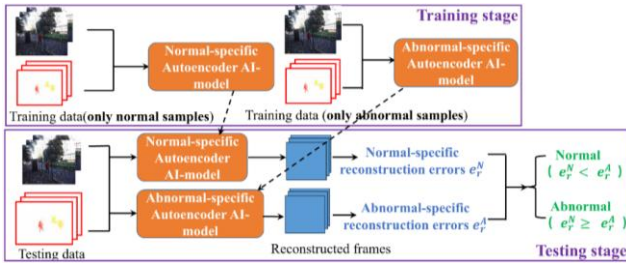 Training stage
Normal-specific
Autoencoder AI-
model
Abnormal-specific
Autoencoder AI-
model
Training data(only normal samples)
Training data (only abnormal samples)
Normal-specific
Autoencoder
AI-model
Abnormal-specific
Autoencoder AI-
model
Normal-specific
reconstruction errors e_r^N
Abnormal-specific
reconstruction errors e_r^A
Normal
( e_r^N < e_r^A )
Abnormal
( e_r^N ≥ e_r^A )
Testing data
Reconstructed frames
Testing stage